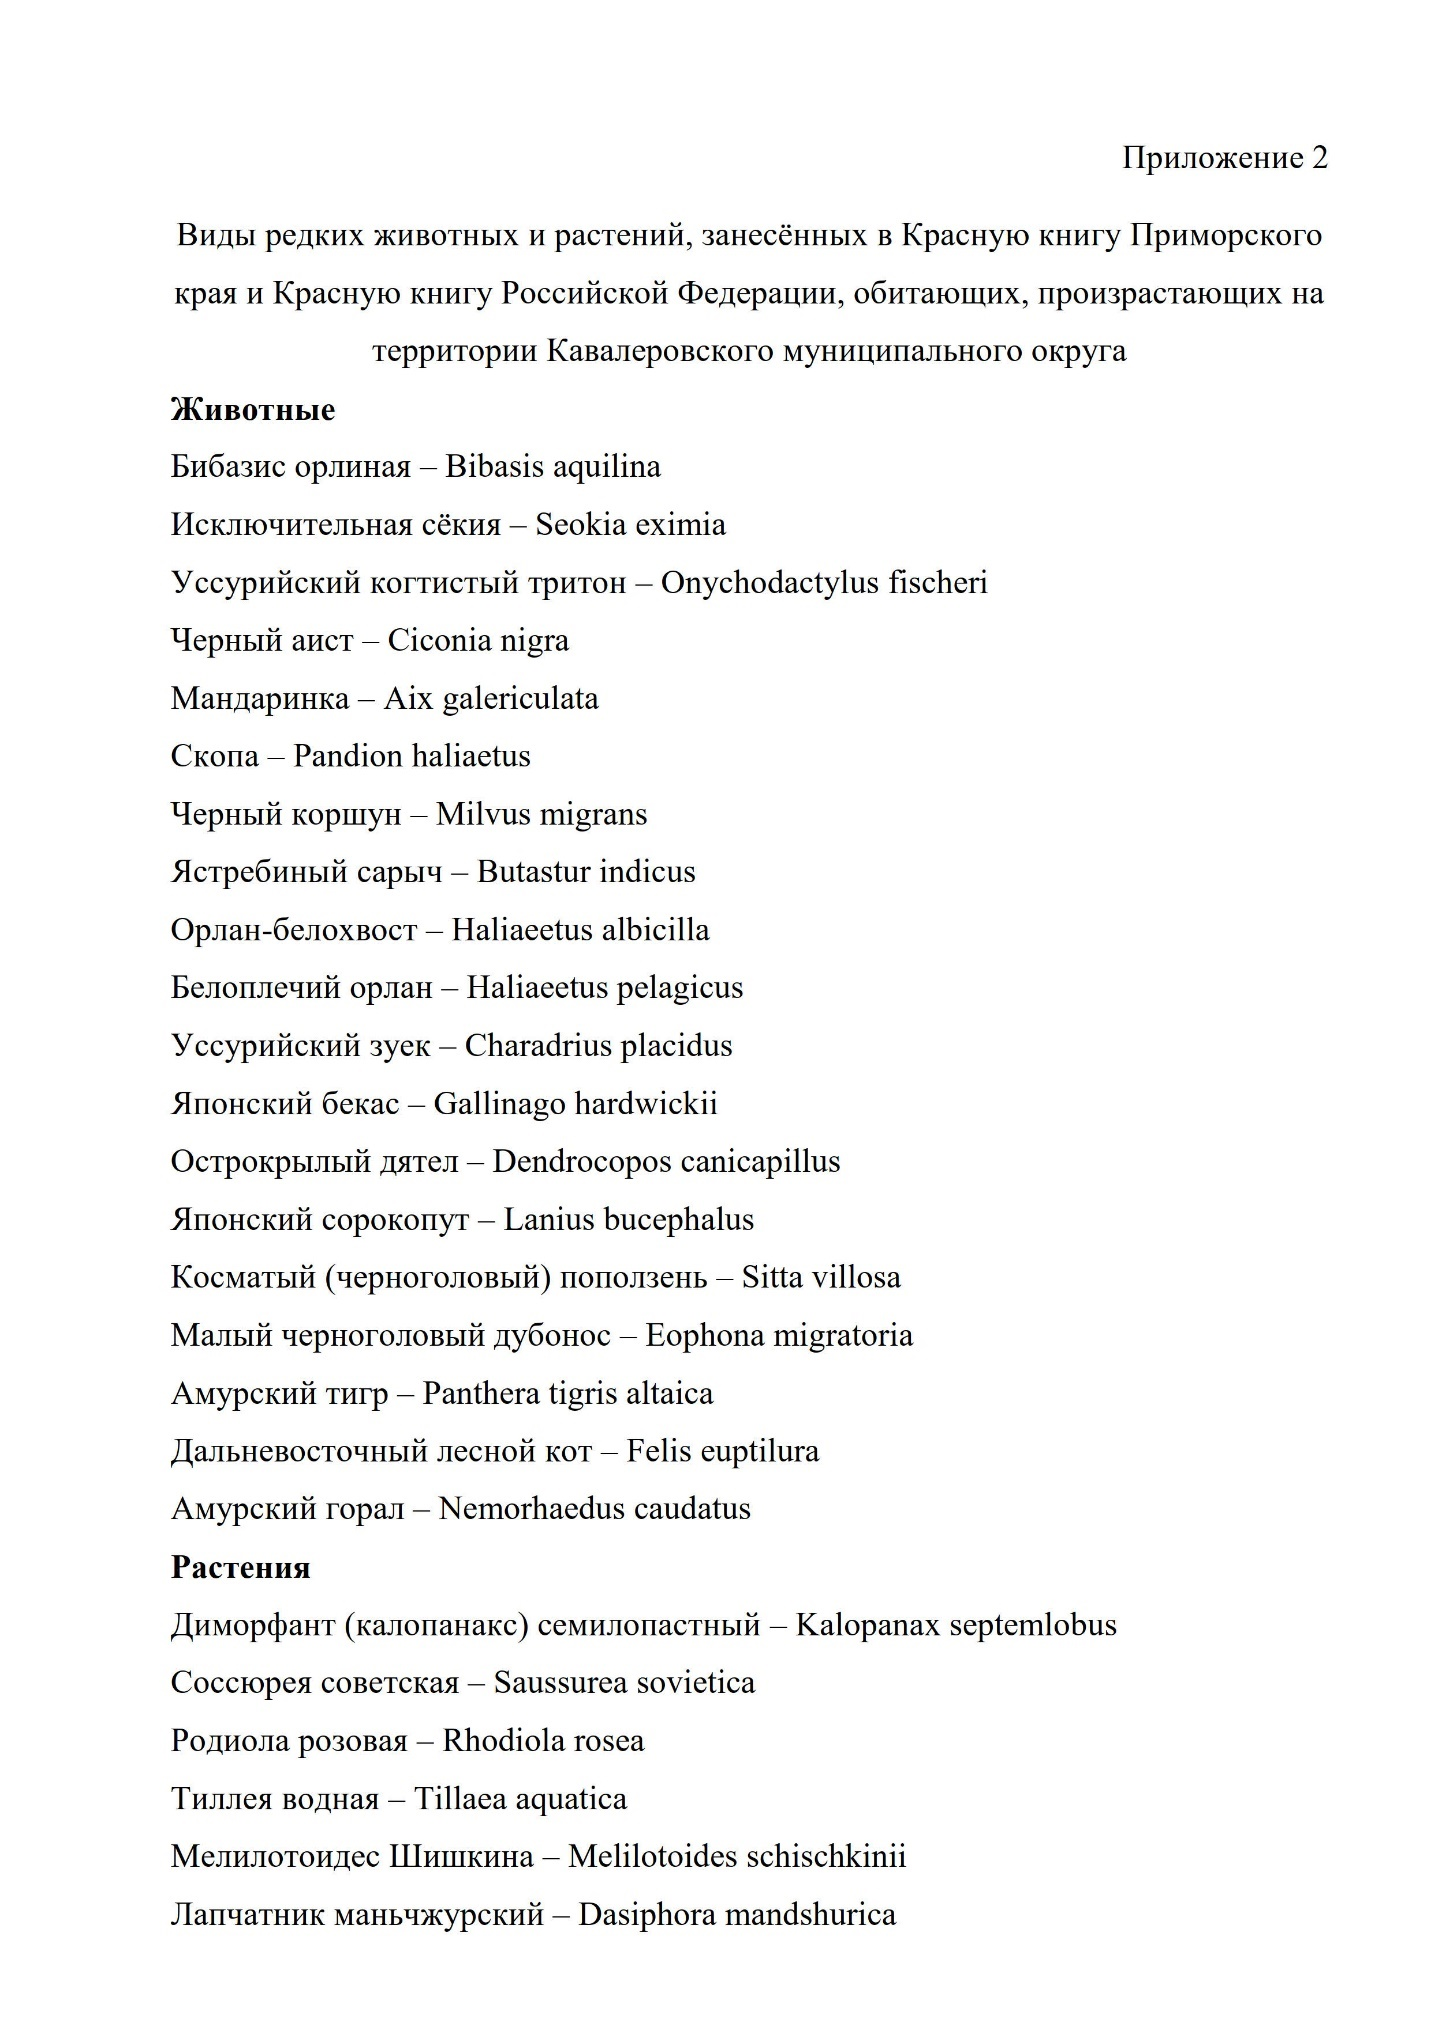 Приложение 2
Виды редких животных и растений, занесённых в Красную книгу Приморского
края и Красную книгу Российской Федерации, обитающих, произрастающих на
территории Кавалеровского муниципального округа
Животные
Бибазис орлиная – Bibasis aquilina
Исключительная сёкия – Seokia eximia
Уссурийский когтистый тритон – Onychodactylus fischeri
Черный аист – Ciconia nigra
Мандаринка – Aix galericulata
Скопа – Pandion haliaetus
Черный коршун – Milvus migrans
Ястребиный сарыч – Butastur indicus
Орлан-белохвост – Haliaeetus albicilla
Белоплечий орлан – Haliaeetus pelagicus
Уссурийский зуек – Charadrius placidus
Японский бекас – Gallinago hardwickii
Острокрылый дятел – Dendrocopos canicapillus
Японский сорокопут – Lanius bucephalus
Косматый (черноголовый) поползень – Sitta villosa
Малый черноголовый дубонос – Eophona migratoria
Амурский тигр – Panthera tigris altaica
Дальневосточный лесной кот – Felis euptilura
Амурский горал – Nemorhaedus caudatus
Растения
Диморфант (калопанакс) семилопастный – Kalopanax septemlobus
Соссюрея советская – Saussurea sovietica
Родиола розовая – Rhodiola rosea
Тиллея водная – Tillaea aquatica
Мелилотоидес Шишкина – Melilotoides schischkinii
Лапчатник маньчжурский – Dasiphora mandshurica